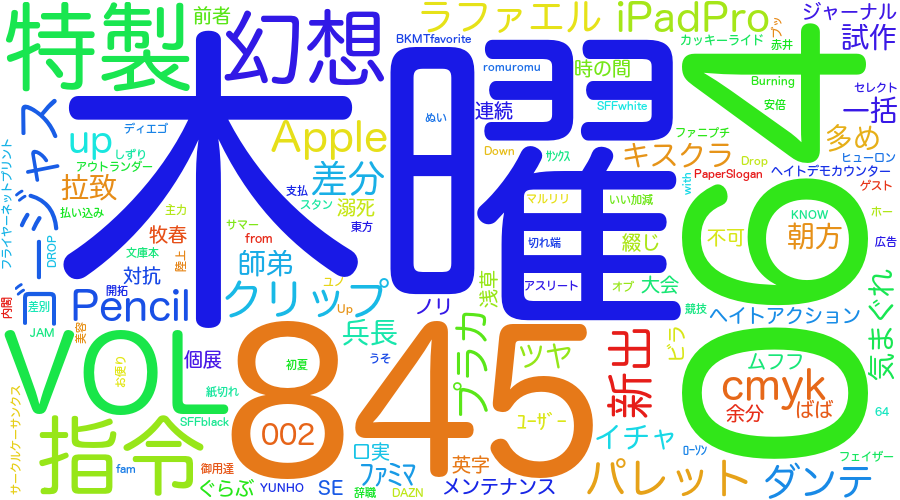 特製
前者
幻想
BKMTfavorite
ラファエル
iPadPro
ジャーナル
試作
カッキーライド
赤井
ブッ
romuromu
時の間
SFFwhite
Burning
安倍
セレクト
一括
木曜
640
連続
ぬい
ディエゴ
up
しずり
アウトランダー
Apple
差分
Down
サンクス
キスクラ
ファニプチ
Drop
多め
ヒューロン
ヘイトデモカウンター
ゴージャス
拉致
払い込み
主力
支払
スタン
溺死
マルリリ
いい加減
with
PaperSlogan
ゲスト
フライヤーネットプリント
DROP
牧春
サマー
from
東方
切れ端
綴じ
不可
KNOW
朝方
ホー
広告
文庫本
陸上
対抗
師弟
ユノ
アスリート
オブ
大会
浅草
開拓
Pencil
クリップ
Up
ノリ
競技
ヘイトアクション
気まぐれ
内閣
差別
JAM
美容
兵長
プラカ
ツヤ
新出
ビラ
VOL
845
個展
初夏
うそ
お便り
紙切れ
ムフフ
cmyk
余分
ばば
64
SFFblack
002
口実
ユーザー
イチャ
ローソン
指令
サークルケーサンクス
fam
御用達
ぐらぶ
YUNHO
SE
辞職
ファミマ
DAZN
英字
メンテナンス
パレット
ダンテ
フェイザー